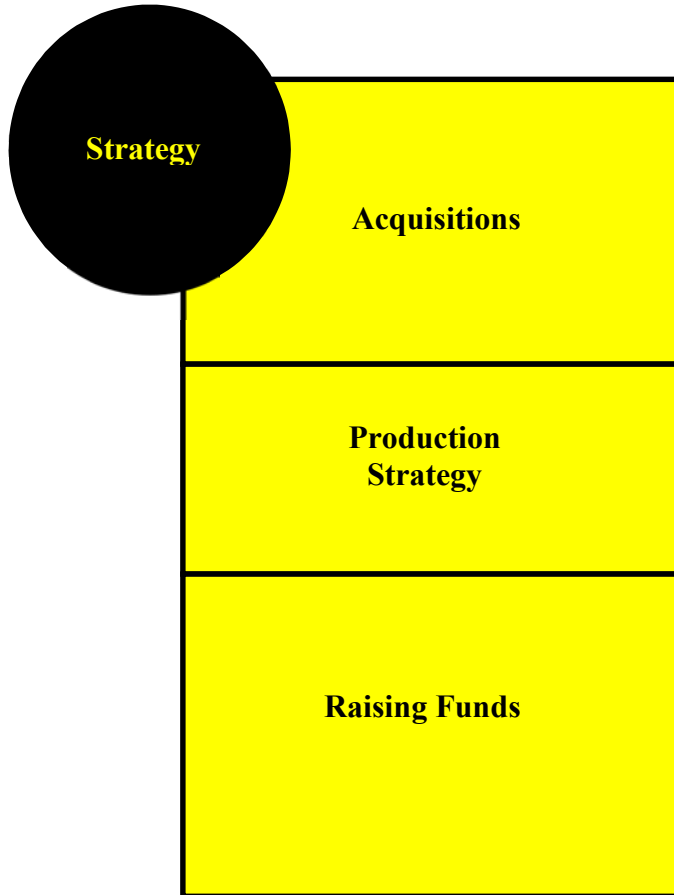 Strategy
Acquisitions
Production
Strategy
Raising Funds